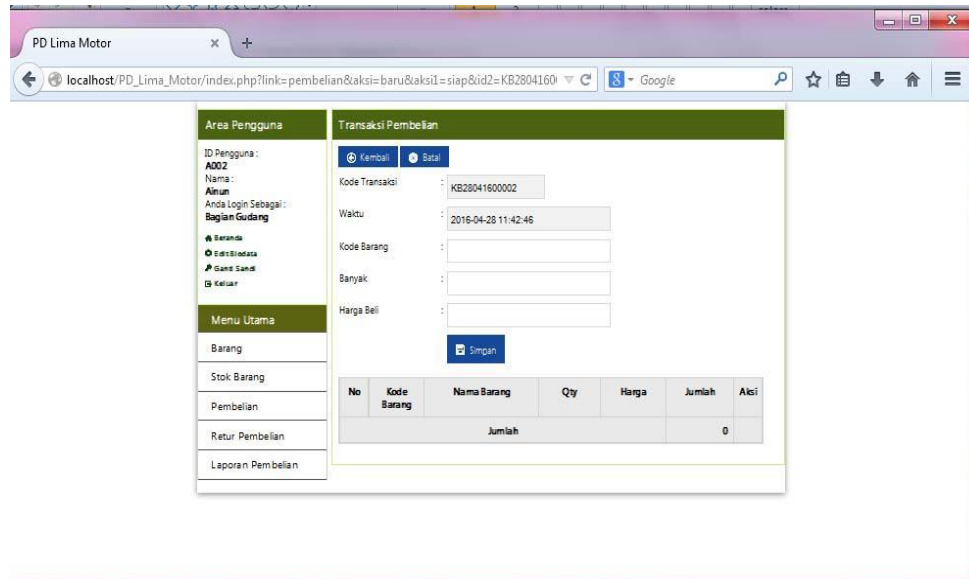 PD Lima Motor
localhost/PD_Lima_Motor/index.php?link=pembelian&aksi=baru&aksi1=siap&id2=KB2804160
Google
Area Pengguna
ID Pengguna :
A002
Nama :
Ainun
Anda Login Sebagai :
Bagian Gudang
Beranda
Edit Biodata
Ganti Sandi
Keluar
Menu Utama
Barang
Stok Barang
Pembelian
Retur Pembelian
Laporan Pembelian
Transaksi Pembelian
Kembali Batal
Kode Transaksi : KB28041600002
Waktu : 2016-04-28 11:42:46
Kode Barang :
Banyak :
Harga Beli :
Simpan
No Kode Barang Nama Barang Qty Harga Jumlah Aksi
Jumlah 0